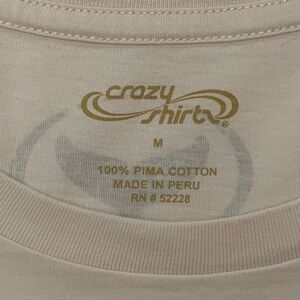 crazy
shirts®
M
100% PIMA COTTON
MADE IN PERU
RN # 52228